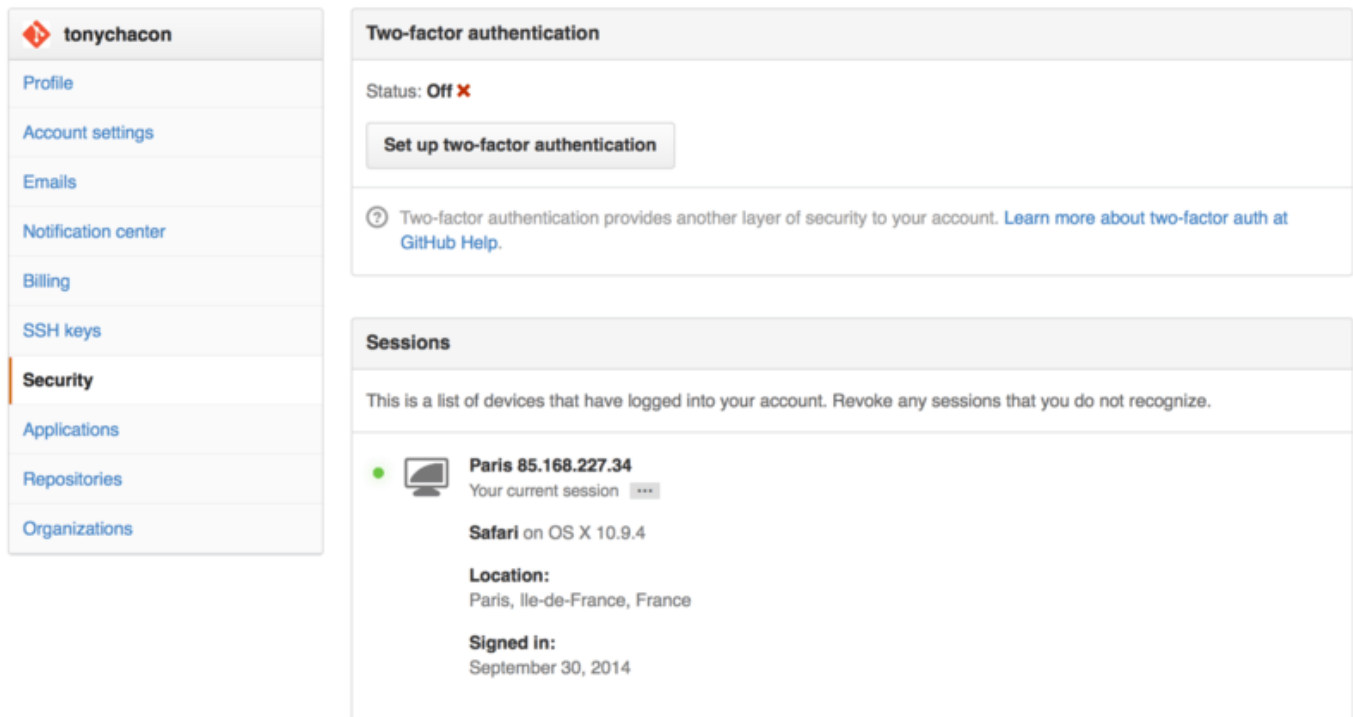 tonychacon
Profile
Account settings
Emails
Notification center
Billing
SSH keys
Security
Applications
Repositories
Organizations
Two-factor authentication
Status: Off ✖
Set up two-factor authentication
Two-factor authentication provides another layer of security to your account. Learn more about two-factor auth at
GitHub Help.
Sessions
This is a list of devices that have logged into your account. Revoke any sessions that you do not recognize.
Paris 85.168.227.34
Your current session ...
Safari on OS X 10.9.4
Location:
Paris, Ile-de-France, France
Signed in:
September 30, 2014